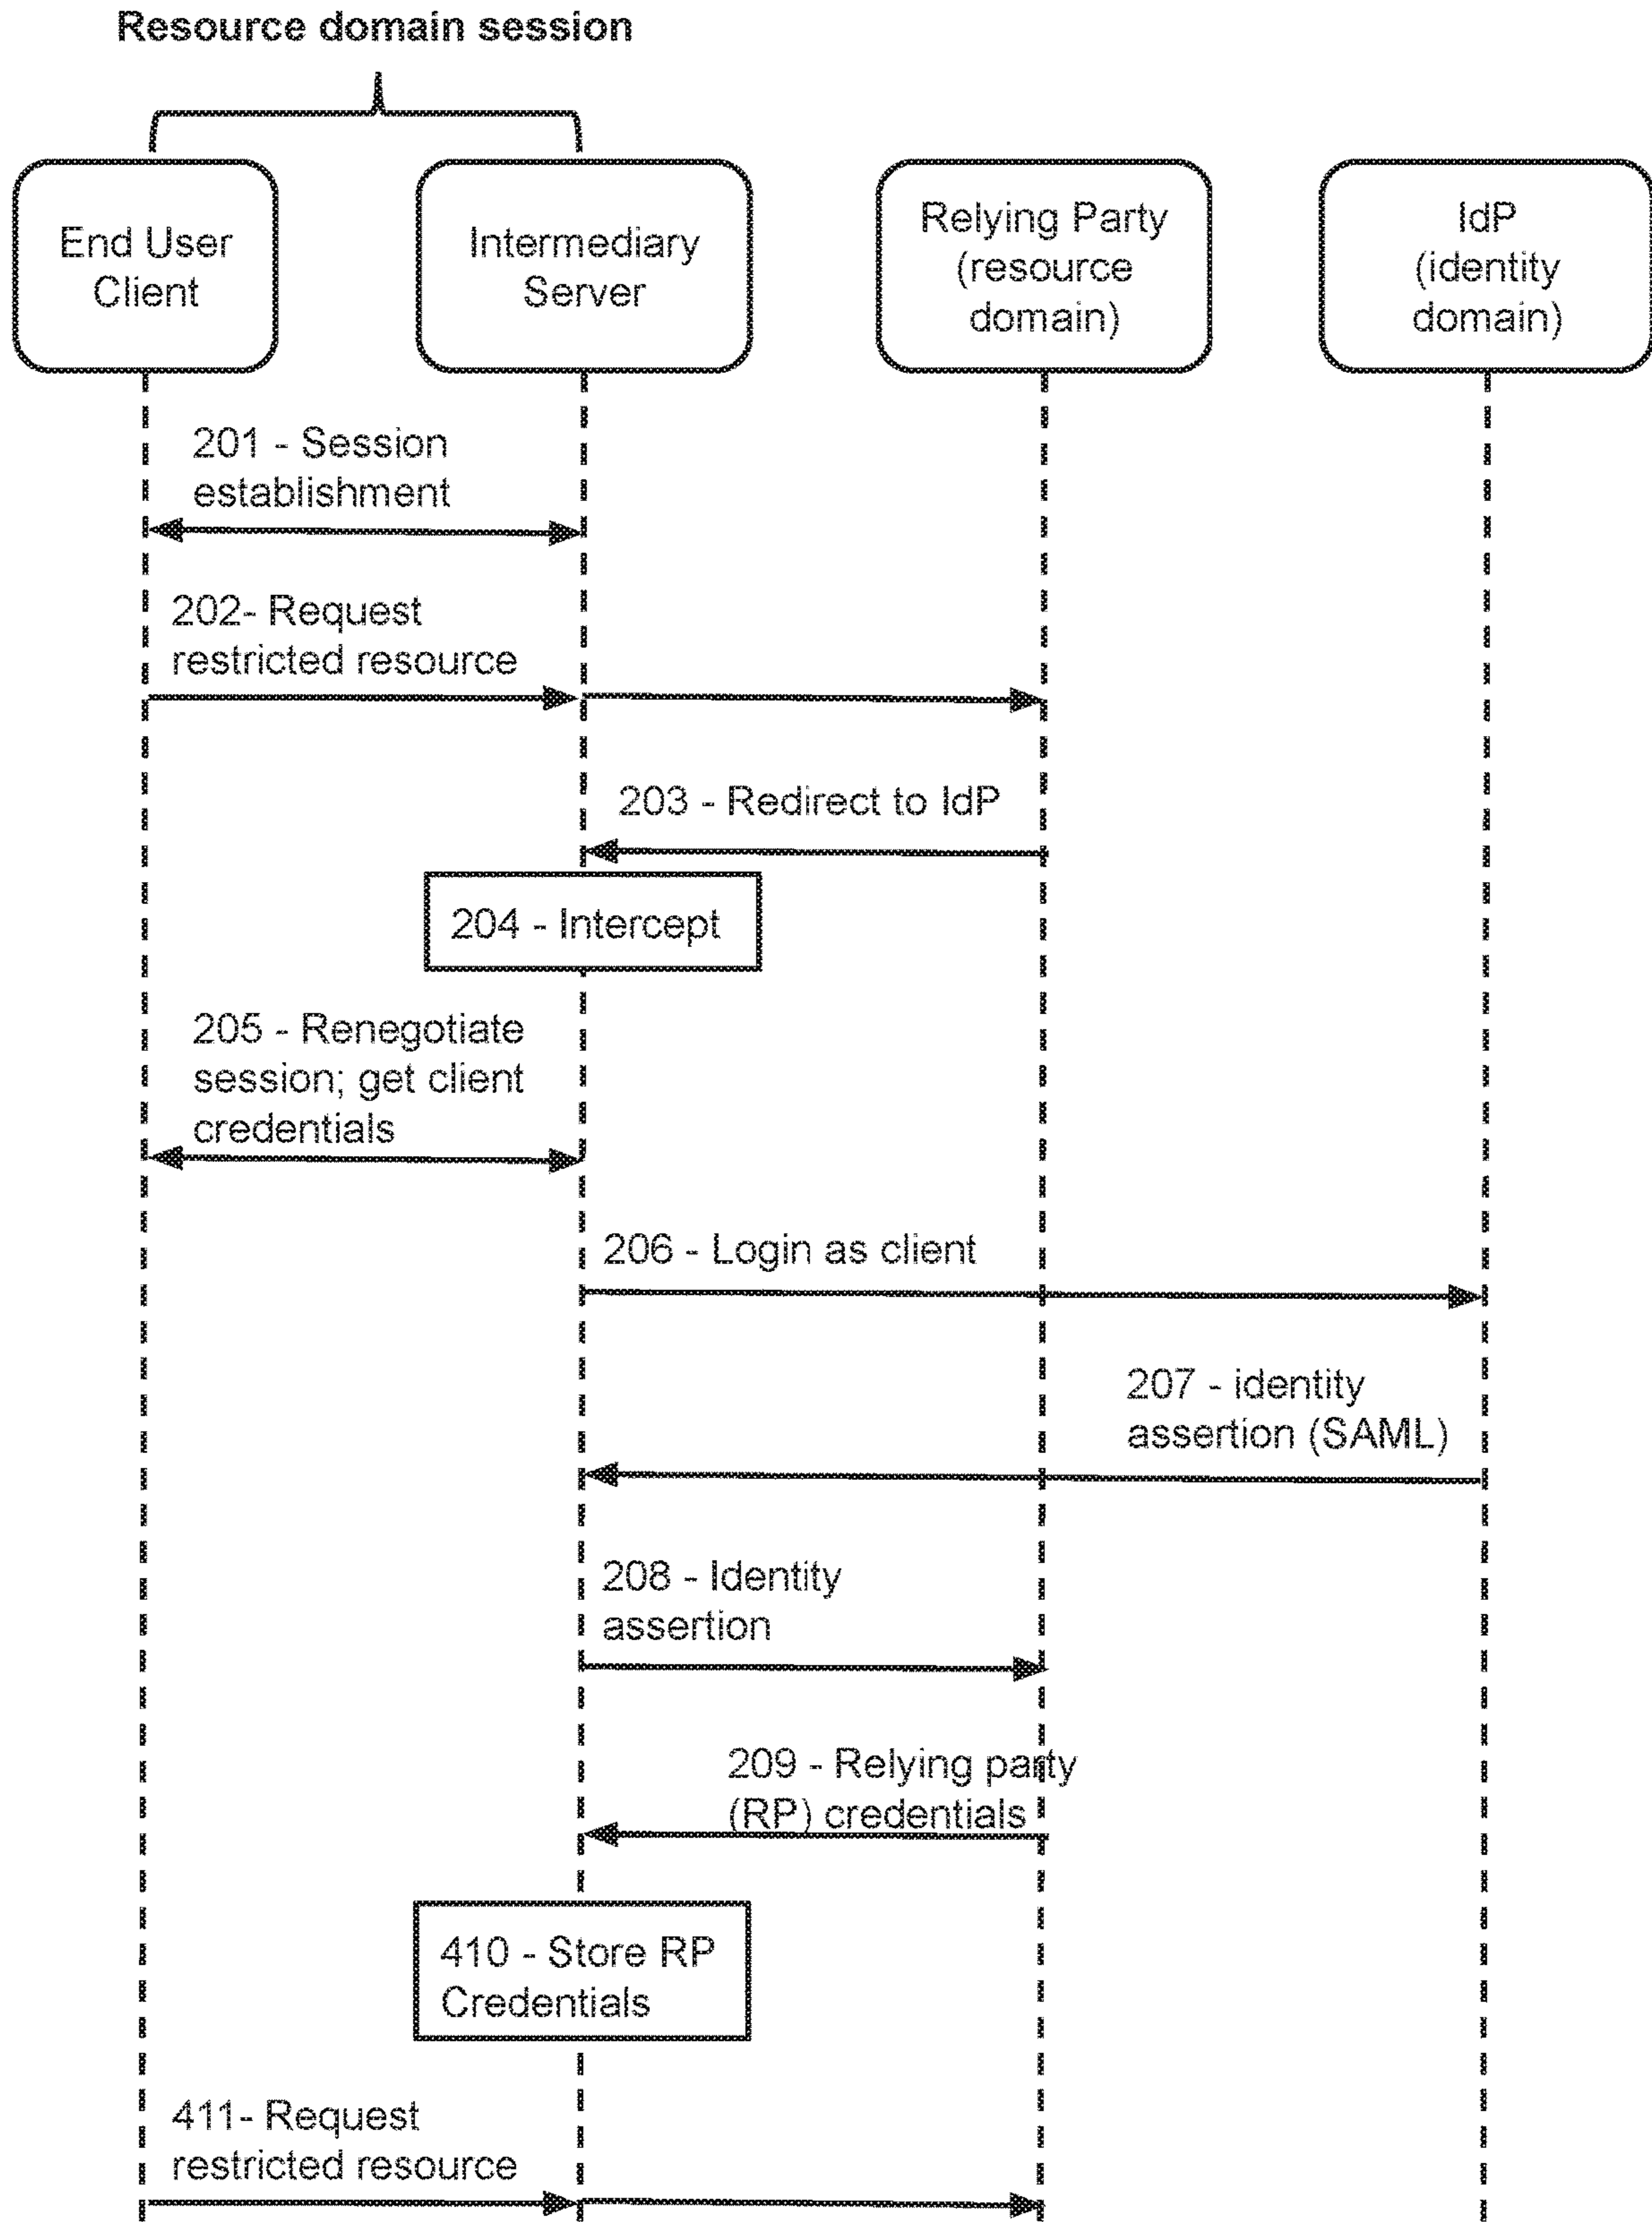 Resource domain session
End User
Client
Intermediary
Server
Relying Party
(resource
domain)
IdP
(identity
domain)
201 - Session
establishment
202- Request
restricted resource
203 - Redirect to IdP
204 - Intercept
205 - Renegotiate
session; get client
credentials
206 - Login as client
207 - identity
assertion (SAML)
208 - Identity
assertion
209 - Relying party
(RP) credentials
410 - Store RP
Credentials
411- Request
restricted resource